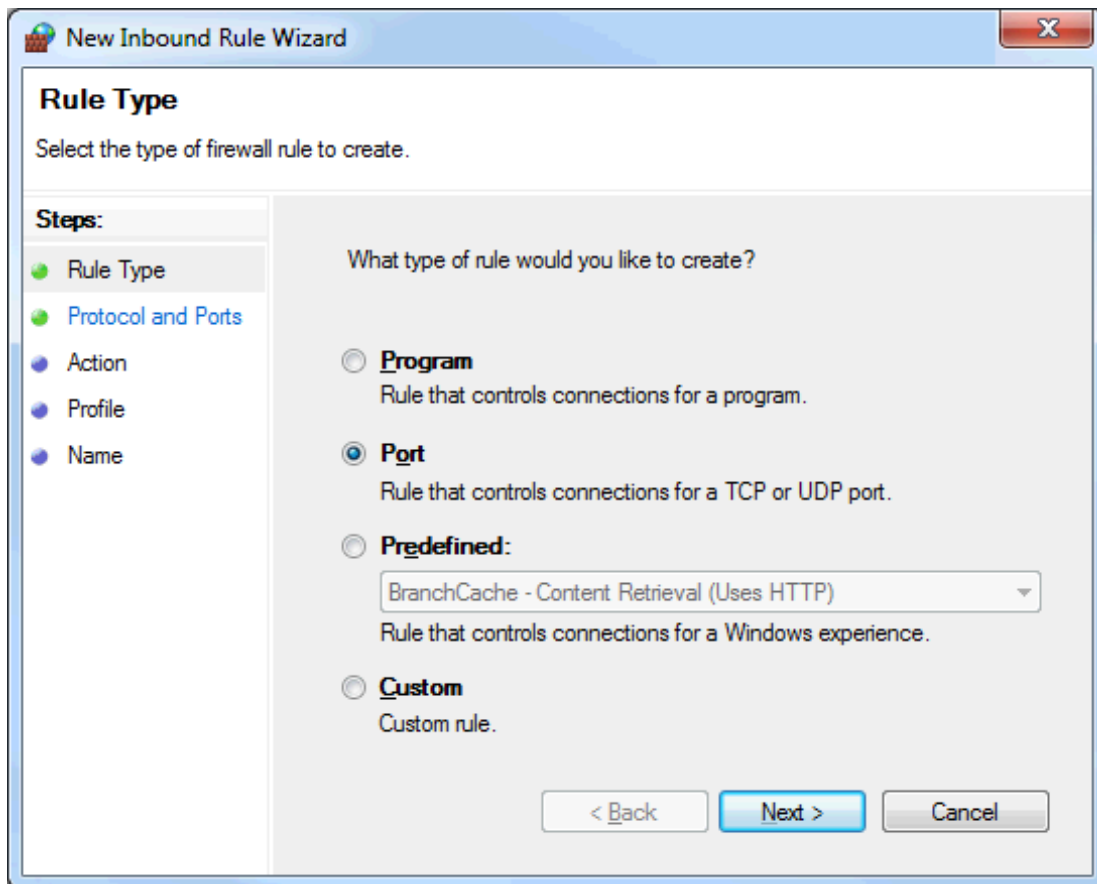 New Inbound Rule Wizard
Rule Type
Select the type of firewall rule to create.
Steps:
Rule Type
Protocol and Ports
Action
Profile
Name
What type of rule would you like to create?
Program
Rule that controls connections for a program.
Port
Rule that controls connections for a TCP or UDP port.
Predefined:
BranchCache - Content Retrieval (Uses HTTP)
Rule that controls connections for a Windows experience.
Custom
Custom rule.
< Back Next > Cancel